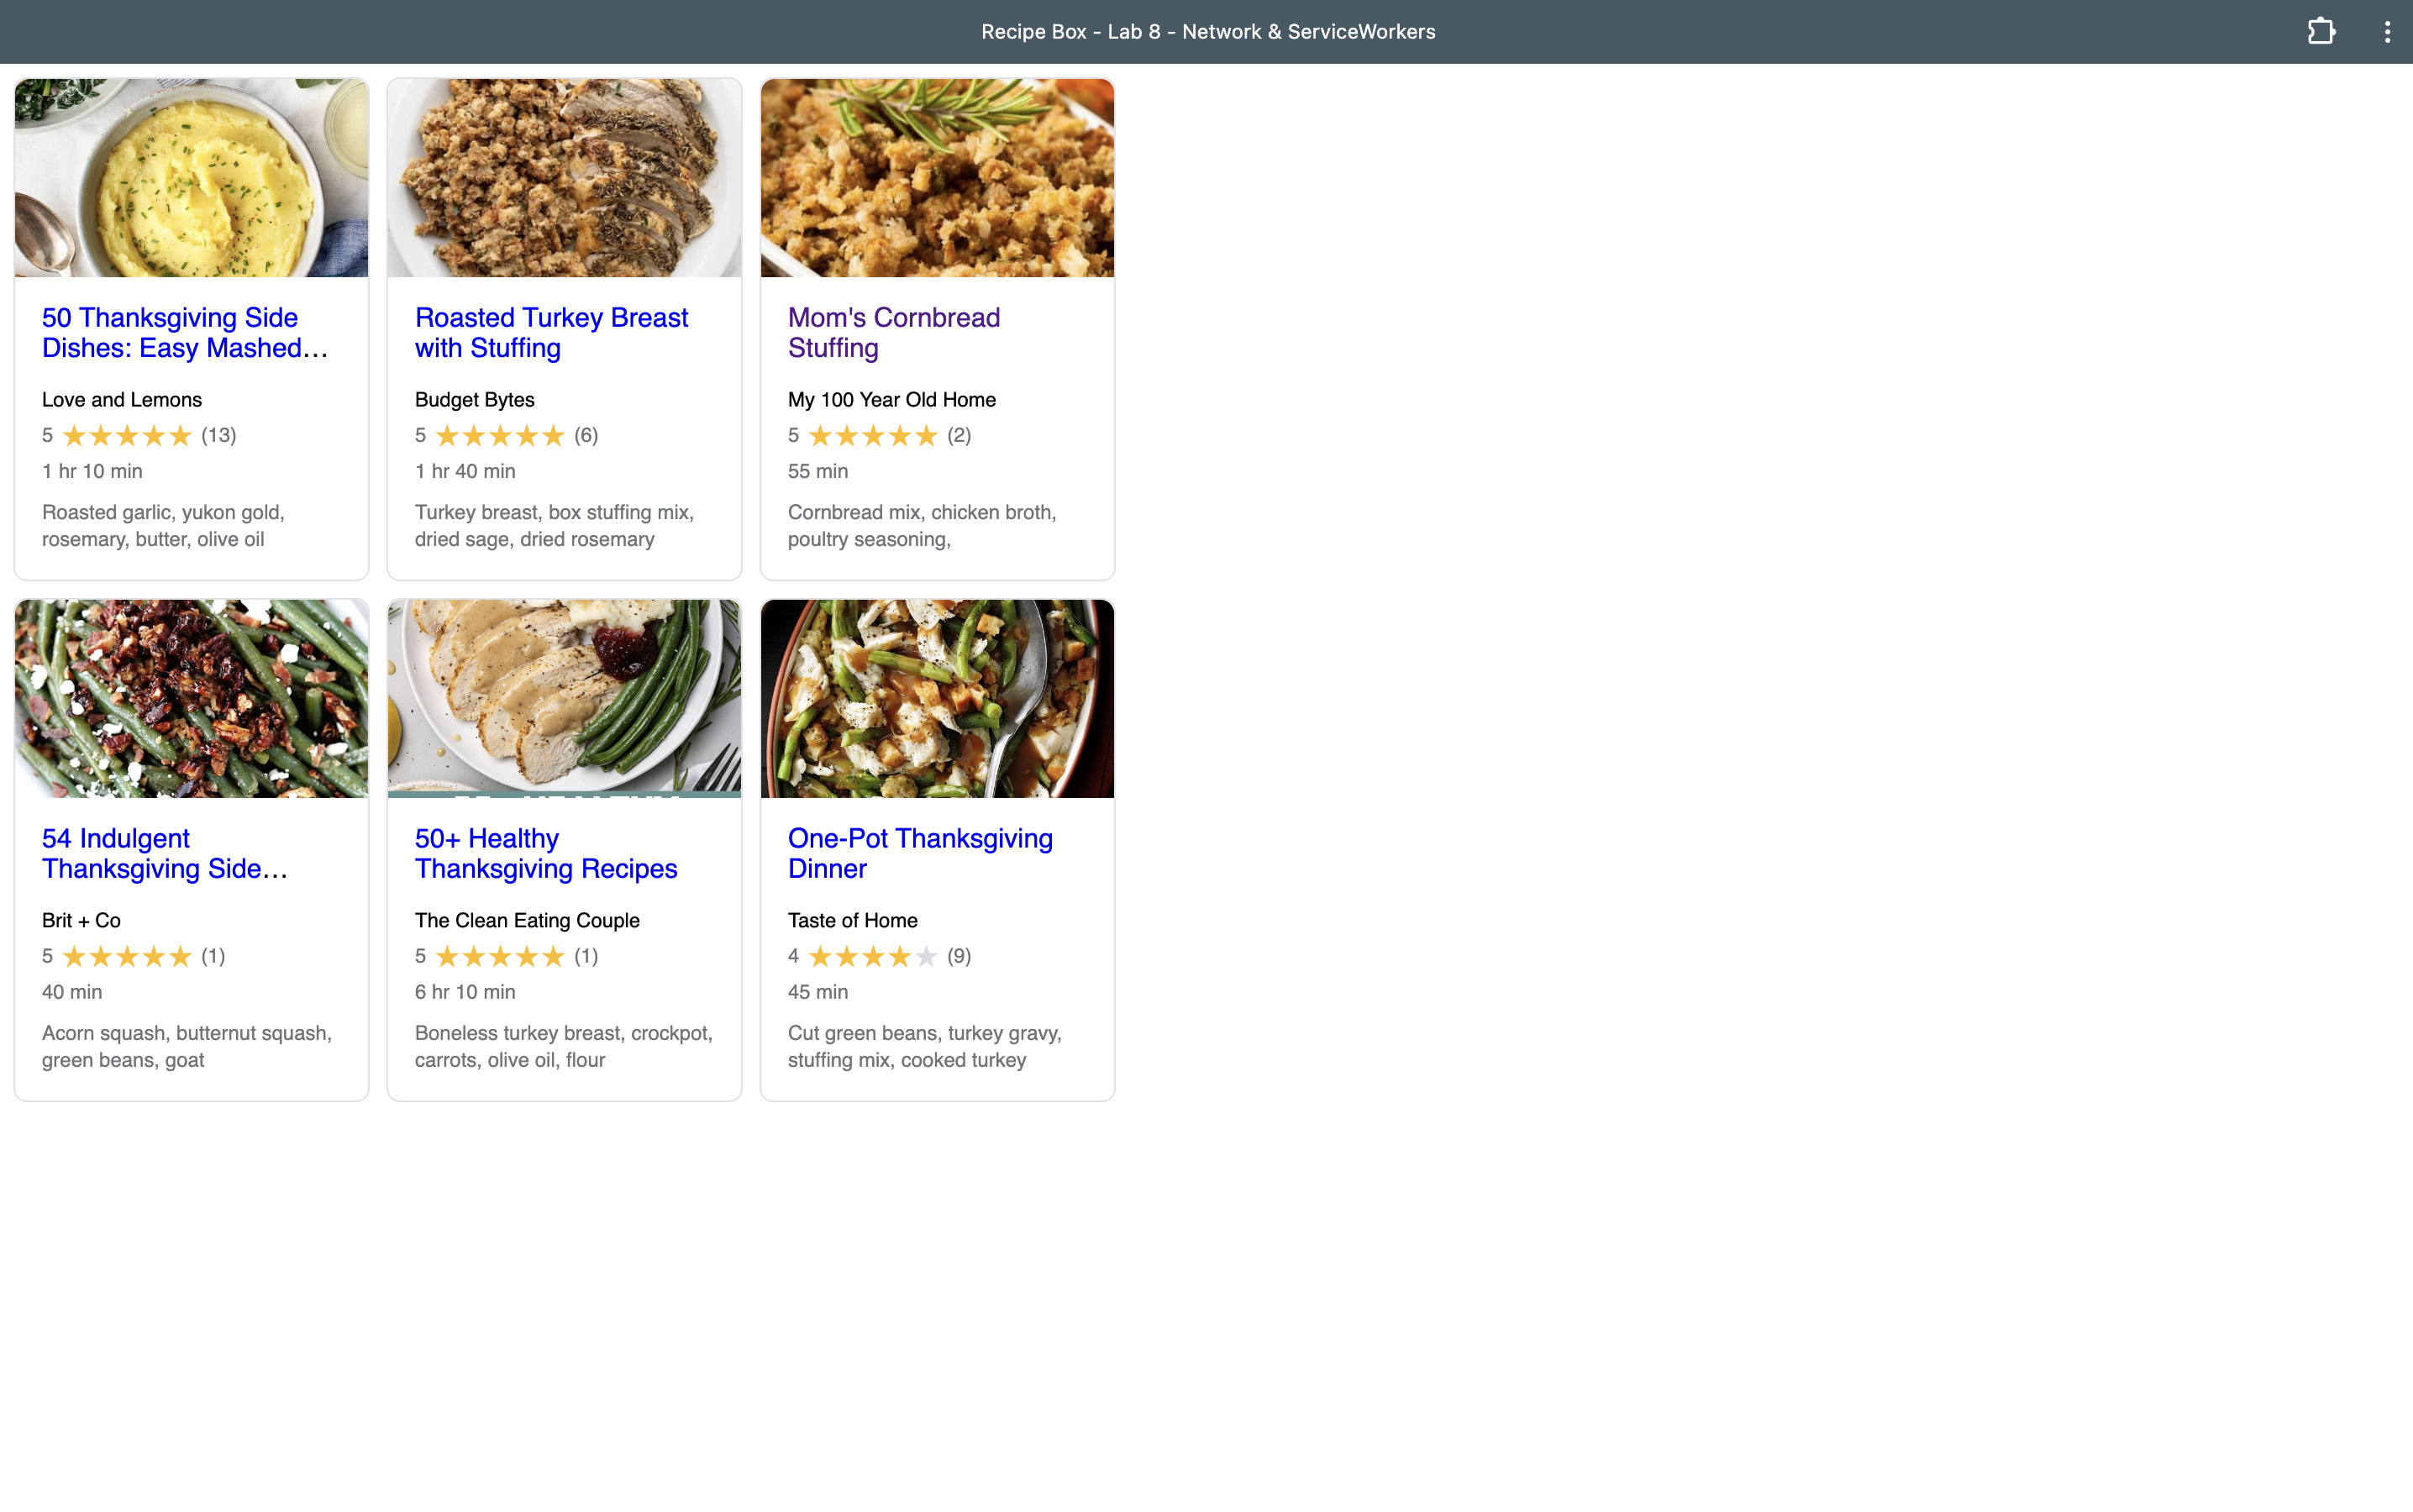 Recipe Box - Lab 8 - Network & ServiceWorkers
50 Thanksgiving Side
Dishes: Easy Mashed...
Love and Lemons
5 ★★★★★ (13)
1 hr 10 min
Roasted garlic, yukon gold,
rosemary, butter, olive oil
Roasted Turkey Breast
with Stuffing
Budget Bytes
5 ★★★★★ (6)
1 hr 40 min
Turkey breast, box stuffing mix,
dried sage, dried rosemary
Mom's Cornbread
Stuffing
My 100 Year Old Home
5 ★★★★★ (2)
55 min
Cornbread mix, chicken broth,
poultry seasoning,
54 Indulgent
Thanksgiving Side...
Brit + Co
5 ★★★★★ (1)
40 min
Acorn squash, butternut squash,
green beans, goat
50+ Healthy
Thanksgiving Recipes
The Clean Eating Couple
5 ★★★★★ (1)
6 hr 10 min
Boneless turkey breast, crockpot,
carrots, olive oil, flour
One-Pot Thanksgiving
Dinner
Taste of Home
4 ★★★★★ (9)
45 min
Cut green beans, turkey gravy,
stuffing mix, cooked turkey